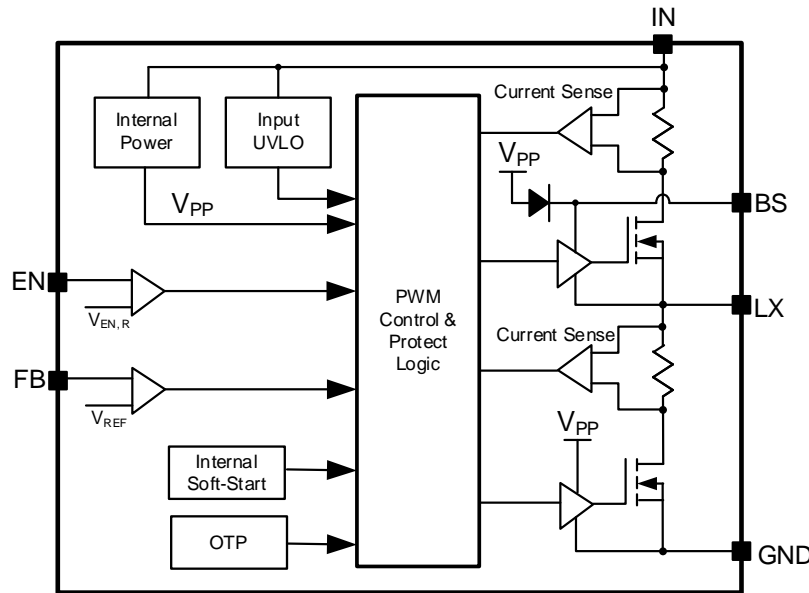 IN
Current Sense
Internal
Power
Input
UVLO
VPP
VPP
BS
EN
VEN, R
PWM
Control &
Protect
Logic
LX
Current Sense
FB
VREF
VPP
Internal
Soft-Start
OTP
GND